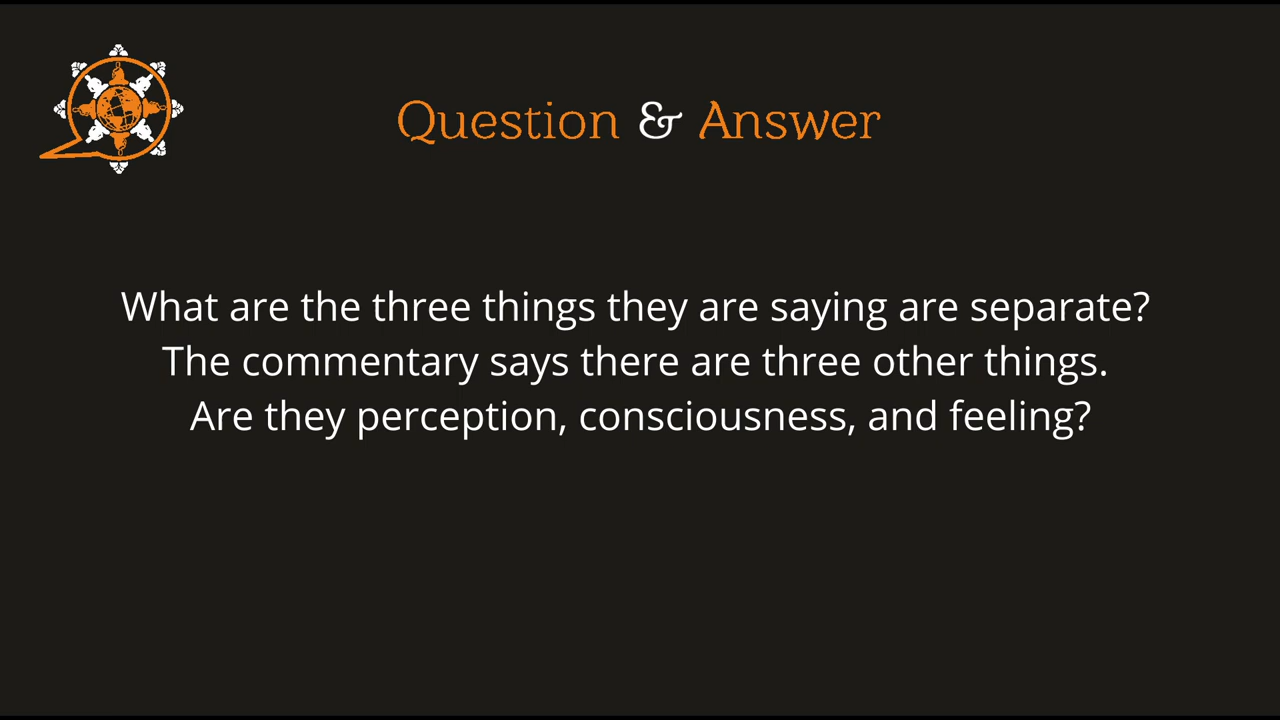 Question & Answer
What are the three things they are saying are separate?
The commentary says there are three other things.
Are they perception, consciousness, and feeling?